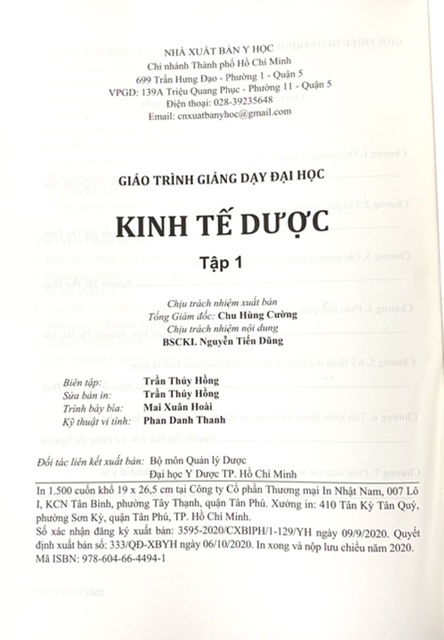 NHÀ XUẤT BẢN Y HỌC
Chi nhánh Thành phố Hồ Chí Minh
699 Trần Hưng Đạo - Phường 1 - Quận 5
VPGD: 139A Triệu Quang Phục - Phường 11 - Quận 5
Điện thoại: 028-39235648
Email: cnxuatbanyhoc@gmail.com
GIÁO TRÌNH GIẢNG DẠY ĐẠI HỌC
KINH TẾ DƯỢC
Tập 1
Chịu trách nhiệm xuất bản
Tổng Giám đốc: Chu Hùng Cường
Chịu trách nhiệm nội dung
BSCKI. Nguyễn Tiến Dũng
Biên tập: Trần Thúy Hồng
Sửa bản in: Trần Thúy Hồng
Trình bày bìa: Mai Xuân Hoài
Kỹ thuật vi tính: Phan Danh Thanh
Đối tác liên kết xuất bản: Bộ môn Quản lý Dược
Đại học Y Dược TP. Hồ Chí Minh
In 1.500 cuốn khổ 19 x 26,5 cm tại Công ty Cổ phần Thương mại In Nhật Nam, 007 Lô
I, KCN Tân Bình, phường Tây Thạnh, quận Tân Phú. Xưởng in: 410 Tân Kỳ Tân Quý,
phường Sơn Kỳ, quận Tân Phú, TP. Hồ Chí Minh.
Số xác nhận đăng ký xuất bản: 3595-2020/CXBIPH/1-129/YH ngày 09/9/2020. Quyết
định xuất bản số: 333/QĐ-XBYH ngày 06/10/2020. In xong và nộp lưu chiểu năm 2020.
Mã ISBN: 978-604-66-4494-1